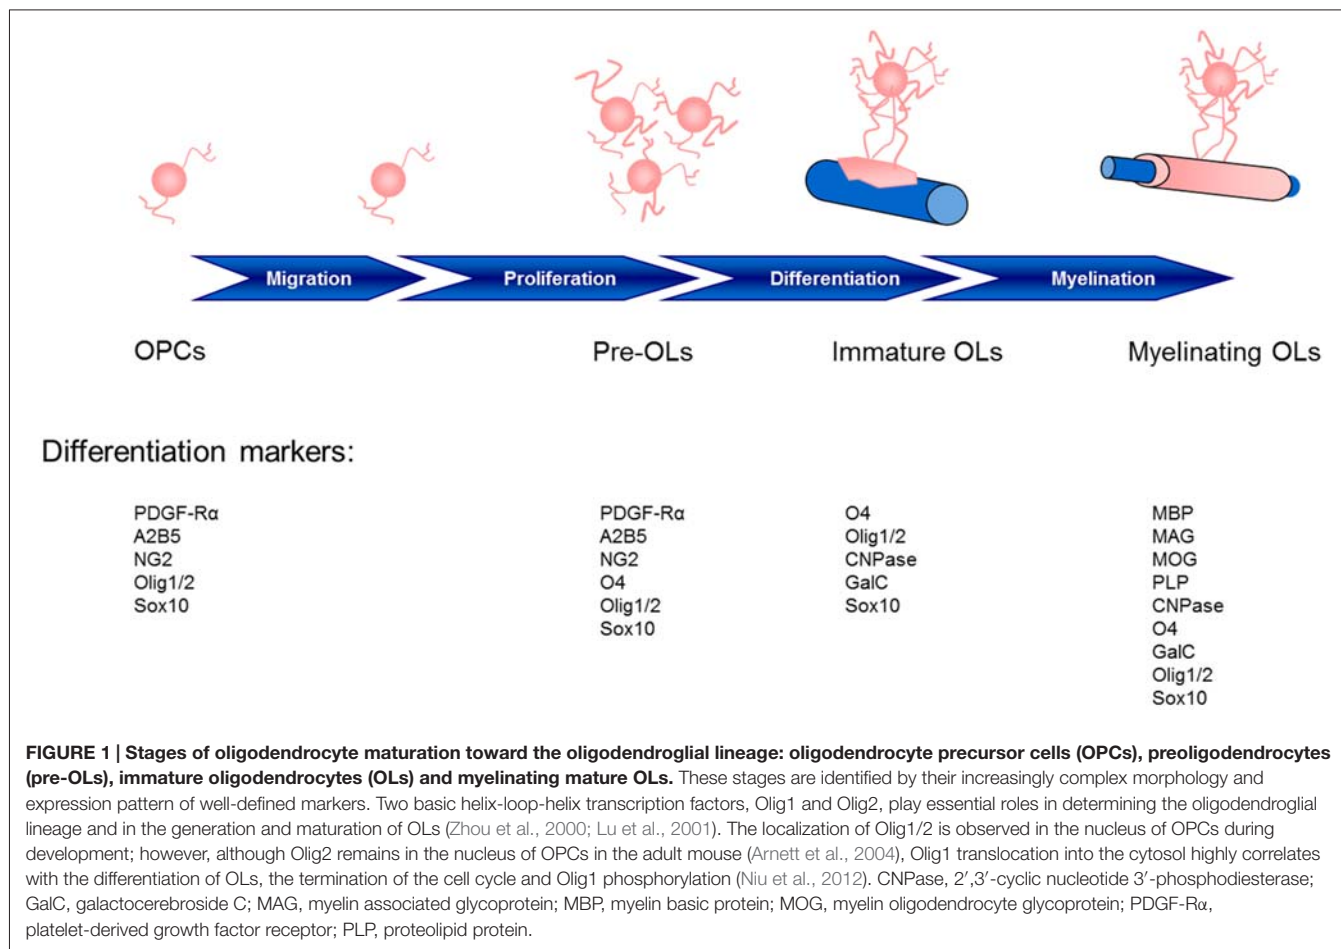 Migration
Proliferation
Differentiation
Myelination
OPCs
Pre-OLs
Immature OLs
Myelinating OLs
Differentiation markers:
PDGF-Rα
A2B5
NG2
Olig1/2
Sox10
PDGF-Rα
A2B5
NG2
O4
Olig1/2
Sox10
O4
Olig1/2
CNPase
GalC
Sox10
MBP
MAG
MOG
PLP
CNPase
O4
GalC
Olig1/2
Sox10
FIGURE 1 | Stages of oligodendrocyte maturation toward the oligodendroglial lineage: oligodendrocyte precursor cells (OPCs), preoligodendrocytes
(pre-OLs), immature oligodendrocytes (OLs) and myelinating mature OLs. These stages are identified by their increasingly complex morphology and
expression pattern of well-defined markers. Two basic helix-loop-helix transcription factors, Olig1 and Olig2, play essential roles in determining the oligodendroglial
lineage and in the generation and maturation of OLs (Zhou et al., 2000; Lu et al., 2001). The localization of Olig1/2 is observed in the nucleus of OPCs during
development; however, although Olig2 remains in the nucleus of OPCs in the adult mouse (Arnett et al., 2004), Olig1 translocation into the cytosol highly correlates
with the differentiation of OLs, the termination of the cell cycle and Olig1 phosphorylation (Niu et al., 2012). CNPase, 2′,3′-cyclic nucleotide 3′-phosphodiesterase;
GalC, galactocerebroside C; MAG, myelin associated glycoprotein; MBP, myelin basic protein; MOG, myelin oligodendrocyte glycoprotein; PDGF-Rα,
platelet-derived growth factor receptor; PLP, proteolipid protein.